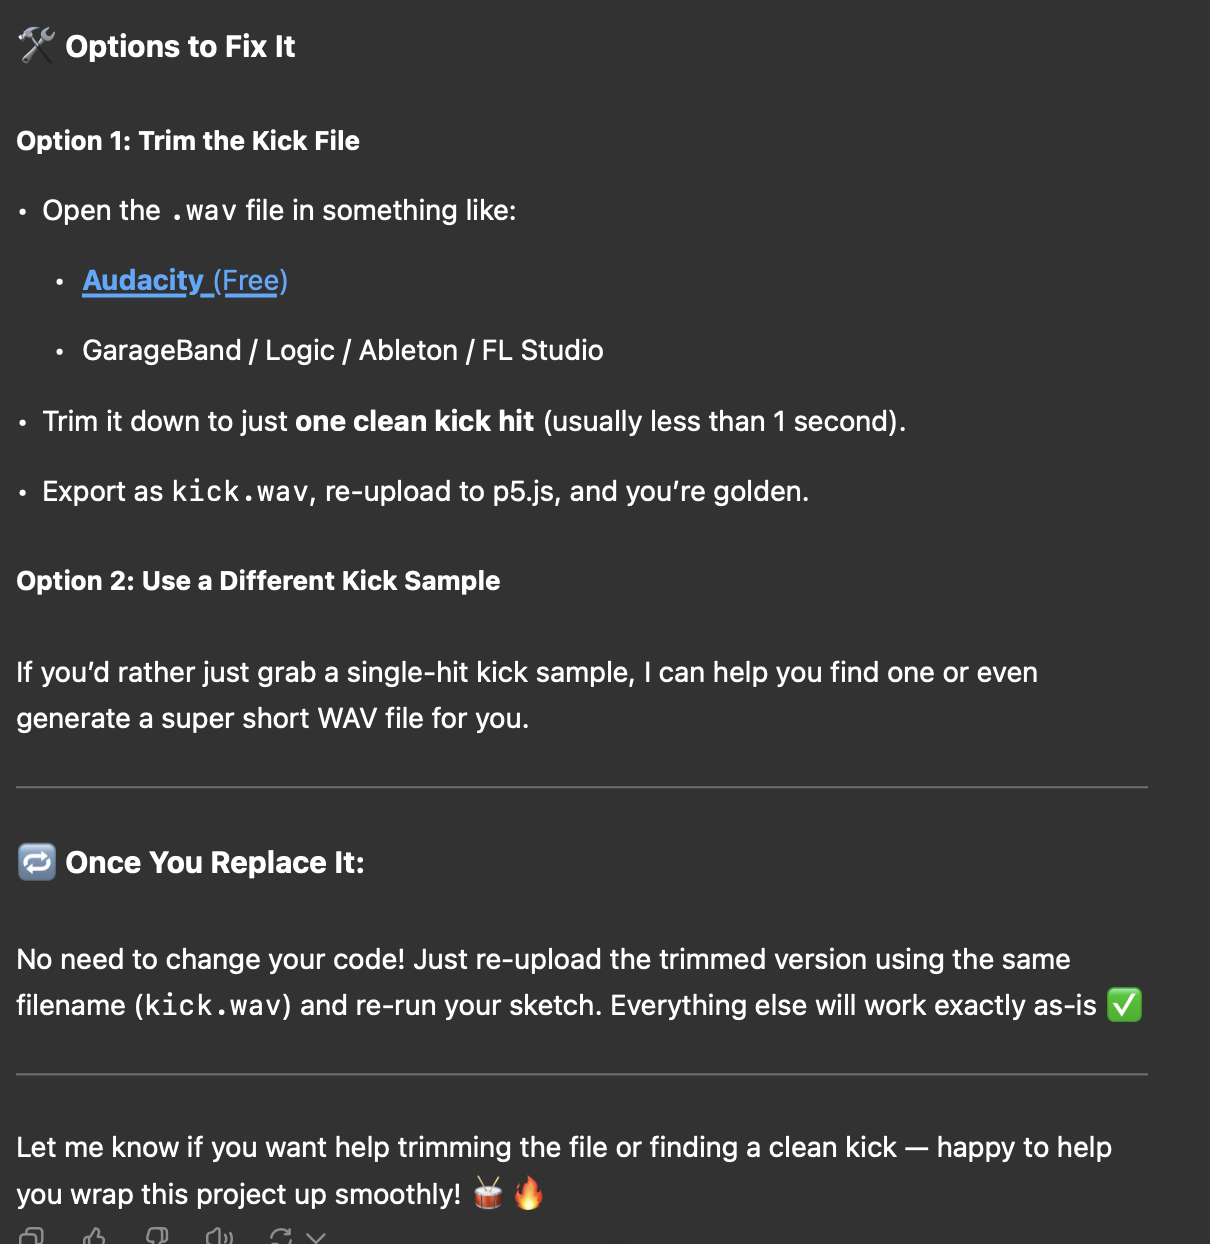 🛠️ Options to Fix It
Option 1: Trim the Kick File
• Open the .wav file in something like:
• Audacity (Free)
• GarageBand / Logic / Ableton / FL Studio
• Trim it down to just one clean kick hit (usually less than 1 second).
• Export as kick.wav, re-upload to p5.js, and you’re golden.
Option 2: Use a Different Kick Sample
If you’d rather just grab a single-hit kick sample, I can help you find one or even
generate a super short WAV file for you.
🔁 Once You Replace It:
No need to change your code! Just re-upload the trimmed version using the same
filename (kick.wav) and re-run your sketch. Everything else will work exactly as-is ✅
Let me know if you want help trimming the file or finding a clean kick — happy to help
you wrap this project up smoothly! 🥁 🔥